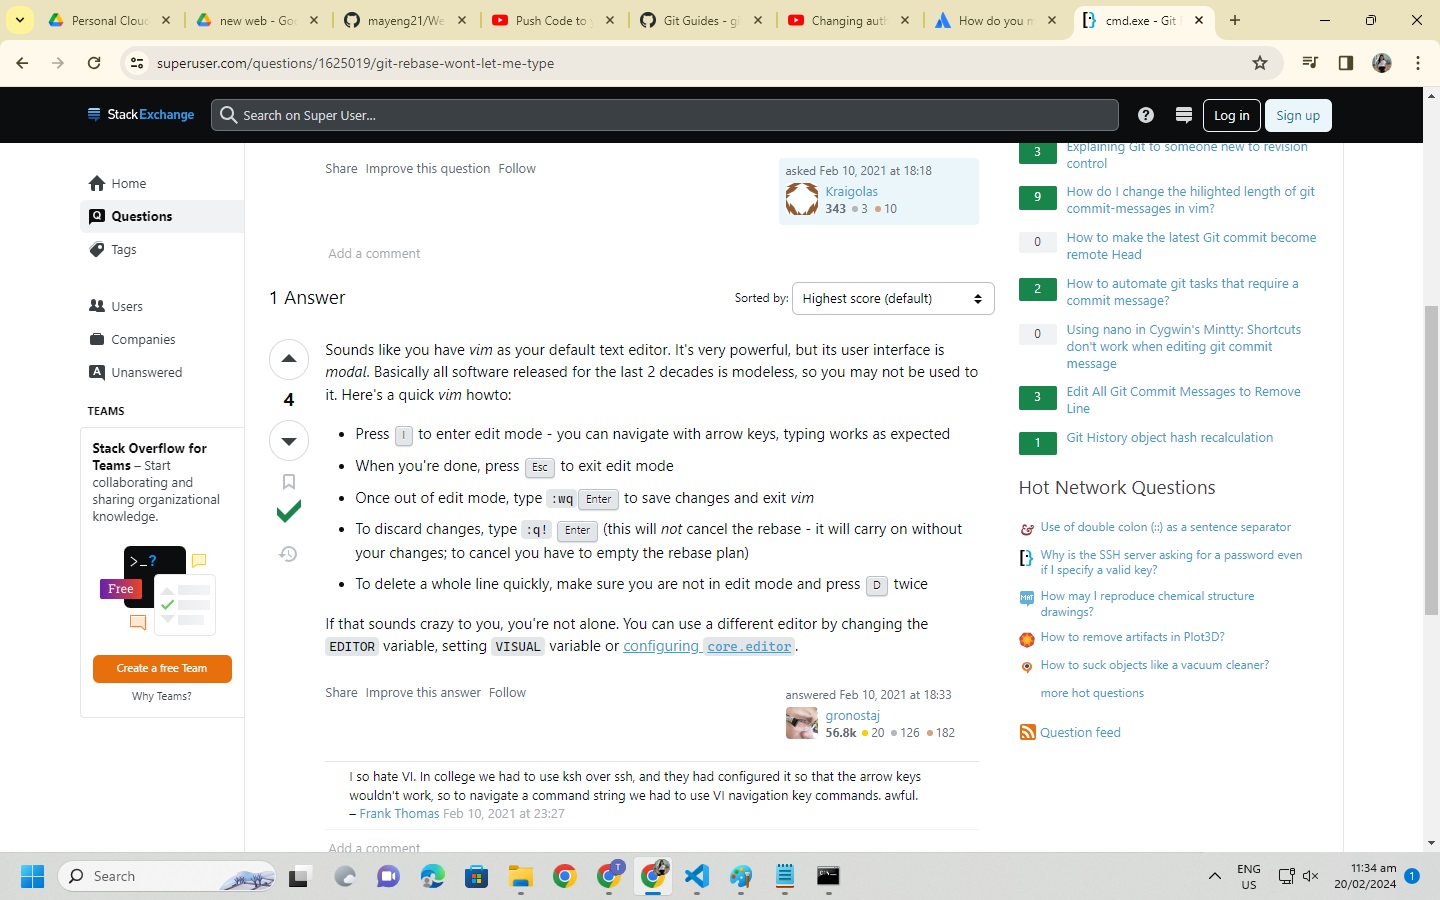 Personal Cloud
new web - Goo
mayeng21/We
Push Code to y
Git Guides - gi
Changing auth
How do you m
cmd.exe - Git
superuser.com/questions/1625019/git-rebase-wont-let-me-type
StackExchange
Search on Super User...
Log in
Sign up
Home
Questions
Tags
Users
Companies
Unanswered
TEAMS
Stack Overflow for
Teams – Start
collaborating and
sharing organizational
knowledge.
>_?
Free
Create a free Team
Why Teams?
Share Improve this question Follow
asked Feb 10, 2021 at 18:18
Kraigolas
343 3 10
Add a comment
1 Answer
Sorted by:
Highest score (default)
4
Sounds like you have vim as your default text editor. It's very powerful, but its user interface is
modal. Basically all software released for the last 2 decades is modeless, so you may not be used to
it. Here's a quick vim howto:
• Press I to enter edit mode - you can navigate with arrow keys, typing works as expected
• When you're done, press Esc to exit edit mode
• Once out of edit mode, type :wq Enter to save changes and exit vim
• To discard changes, type :q! Enter (this will not cancel the rebase - it will carry on without
your changes; to cancel you have to empty the rebase plan)
• To delete a whole line quickly, make sure you are not in edit mode and press D twice
If that sounds crazy to you, you're not alone. You can use a different editor by changing the
EDITOR variable, setting VISUAL variable or configuring core.editor.
Share Improve this answer Follow
answered Feb 10, 2021 at 18:33
gronostaj
56.8k 20 126 182
I so hate VI. In college we had to use ksh over ssh, and they had configured it so that the arrow keys
wouldn't work, so to navigate a command string we had to use VI navigation key commands. awful.
– Frank Thomas Feb 10, 2021 at 23:27
Add a comment
3 Explaining Git to someone new to revision
control
9 How do I change the hilighted length of git
commit-messages in vim?
0 How to make the latest Git commit become
remote Head
2 How to automate git tasks that require a
commit message?
0 Using nano in Cygwin's Mintty: Shortcuts
don't work when editing git commit
message
3 Edit All Git Commit Messages to Remove
Line
1 Git History object hash recalculation
Hot Network Questions
Use of double colon (::) as a sentence separator
Why is the SSH server asking for a password even
if I specify a valid key?
How may I reproduce chemical structure
drawings?
How to remove artifacts in Plot3D?
How to suck objects like a vacuum cleaner?
more hot questions
Question feed
Search
ENG
US
11:34 am
20/02/2024
1